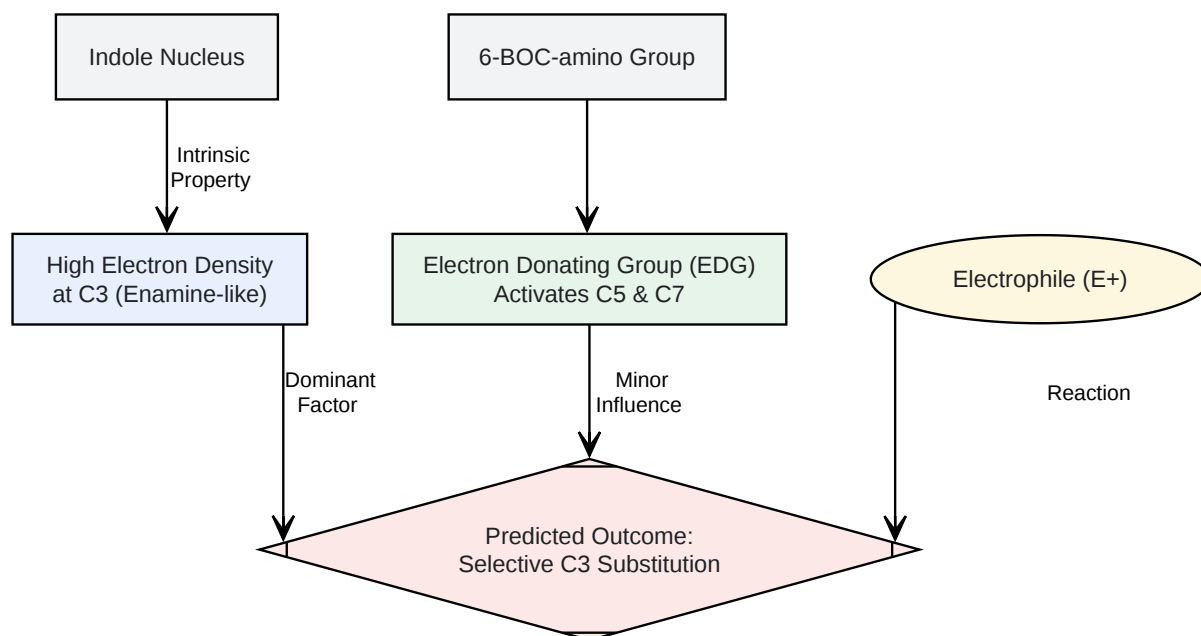 Indole Nucleus
6-BOC-amino Group
Intrinsic
Property
High Electron Density
at C3 (Enamine-like)
Electron Donating Group (EDG)
Activates C5 & C7
Electrophile (E+)
Dominant
Factor
Minor
Influence
Reaction
Predicted Outcome:
Selective C3 Substitution